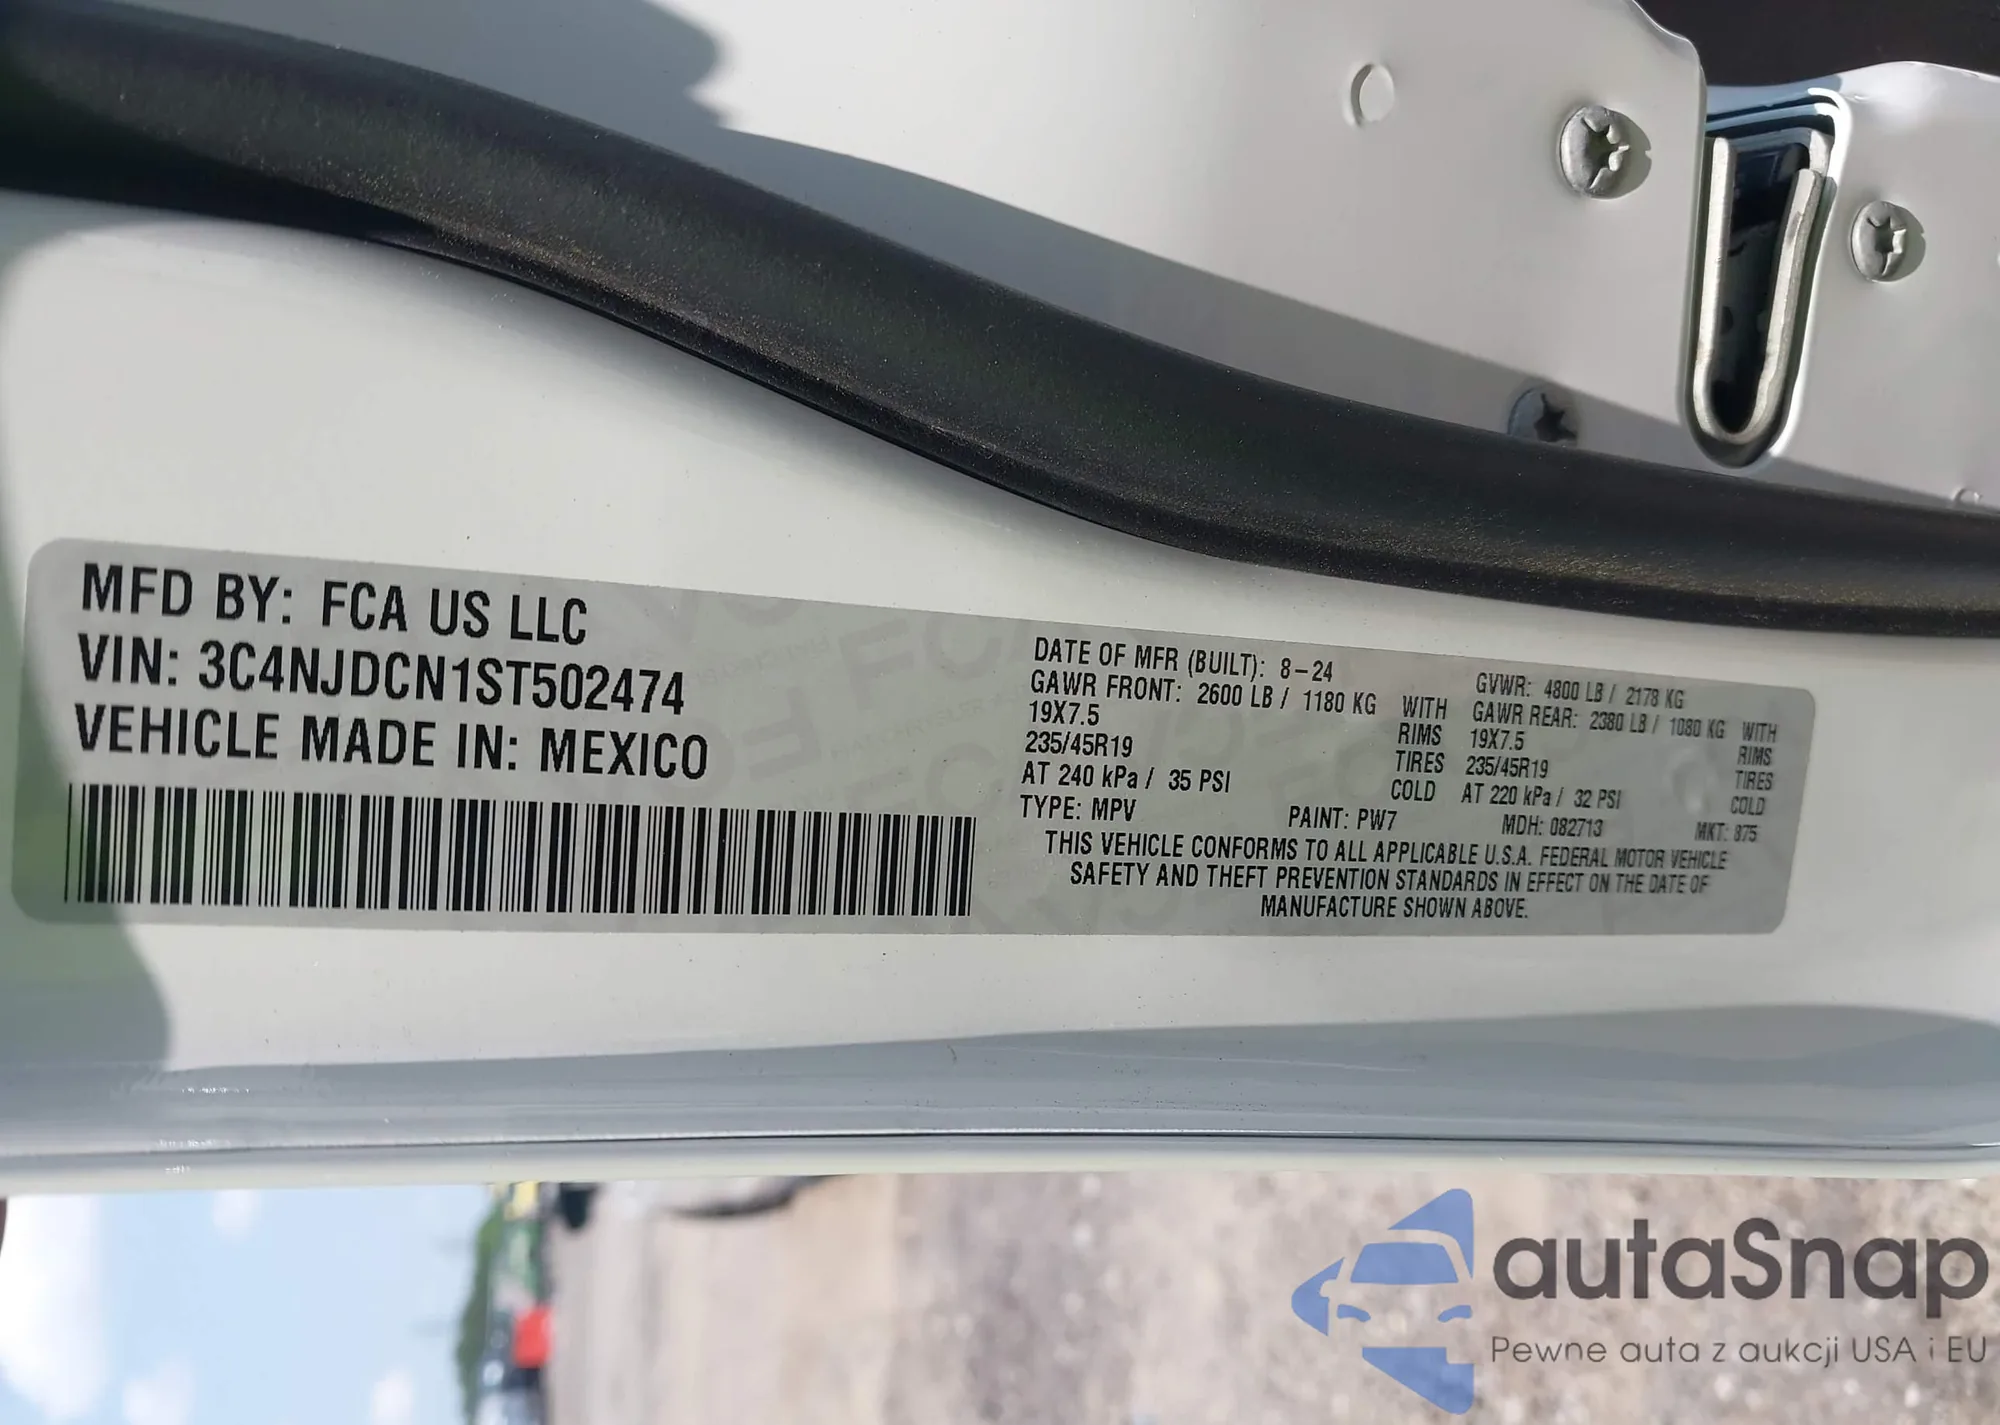 MFD BY: FCA US LLC
VIN: 3C4NJDCN1ST502474
VEHICLE MADE IN: MEXICO
DATE OF MFR (BUILT): 8-24 GVWR: 4800 LB / 2178 KG
GAWR FRONT: 2600 LB / 1180 KG WITH GAWR REAR: 2380 LB / 1080 KG WITH
19X7.5 RIMS 19X7.5 RIMS
235/45R19 TIRES 235/45R19 TIRES
AT 240 kPa / 35 PSI COLD AT 220 kPa / 32 PSI COLD
TYPE: MPV PAINT: PW7 MDH: 082713 MKT: 875
THIS VEHICLE CONFORMS TO ALL APPLICABLE U.S.A. FEDERAL MOTOR VEHICLE
SAFETY AND THEFT PREVENTION STANDARDS IN EFFECT ON THE DATE OF
MANUFACTURE SHOWN ABOVE.
autaSnap
Pewne auta z aukcji USA i EU